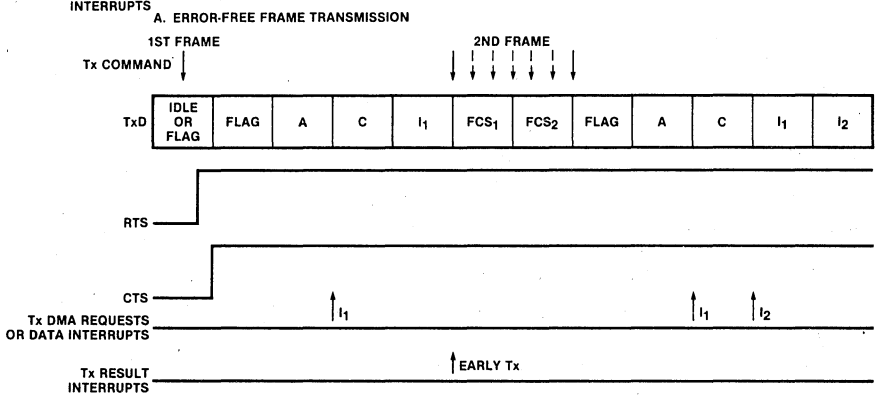 INTERRUPTS
A. ERROR-FREE FRAME TRANSMISSION
1ST FRAME 2ND FRAME
Tx COMMAND
TxD IDLE OR FLAG FLAG A C I1 FCS1 FCS2 FLAG A C I1 I2
RTS
CTS
I1 I1 I2
Tx DMA REQUESTS
OR DATA INTERRUPTS
EARLY Tx
Tx RESULT
INTERRUPTS